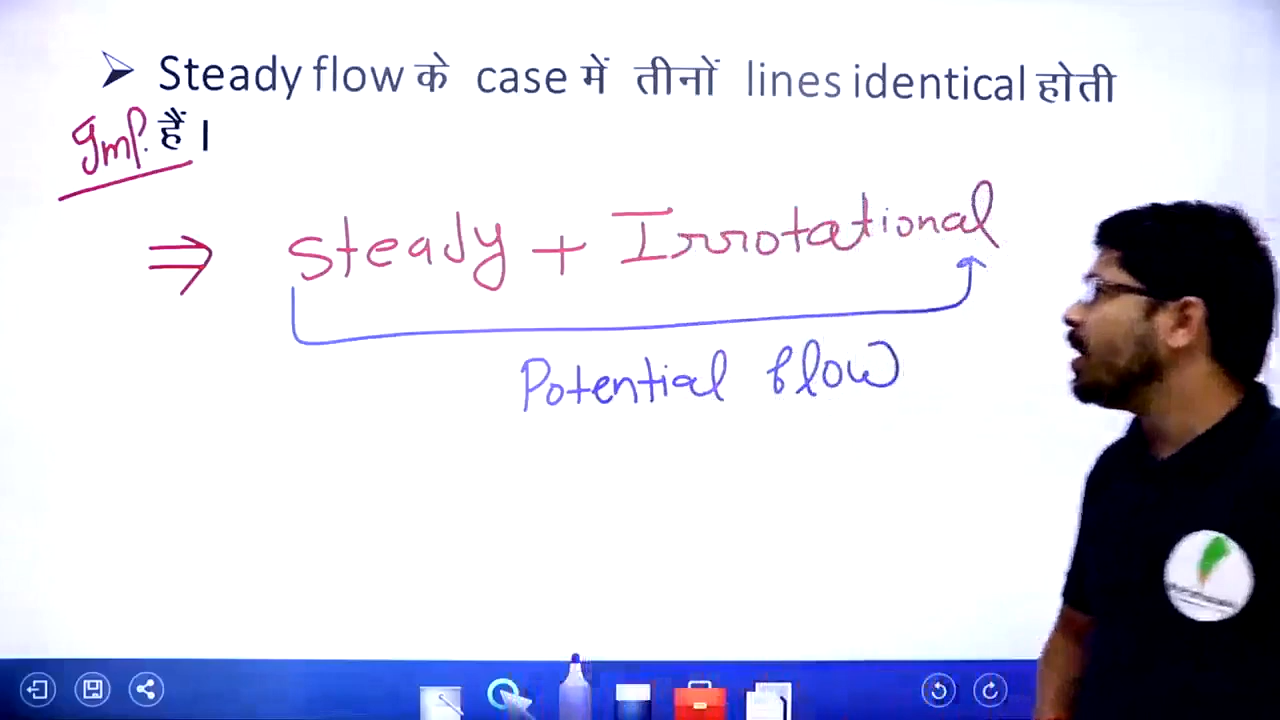 ➢ Steady flow के case में तीनों lines identical होती
Imp. हैं ।
⇒ Steady + Irrotational
Potential flow